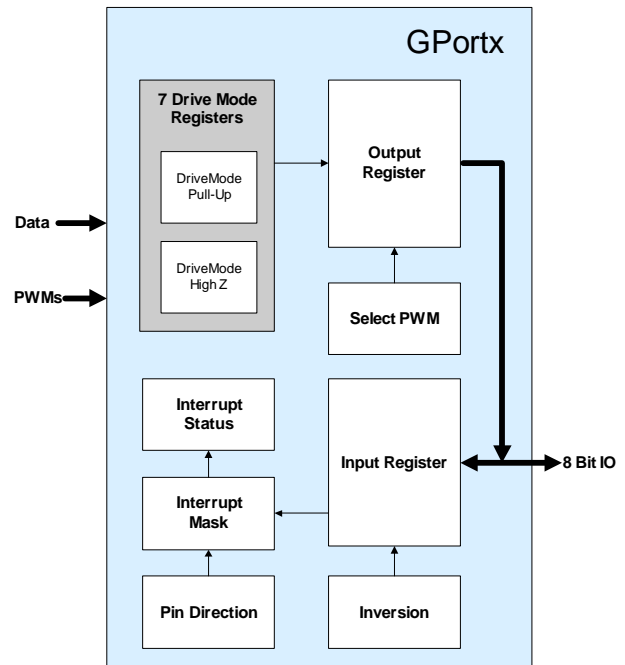 GPortx
7 Drive Mode
Registers
DriveMode
Pull-Up
DriveMode
High Z
Output
Register
Data
PWMs
Select PWM
Interrupt
Status
Input Register
8 Bit IO
Interrupt
Mask
Pin Direction
Inversion